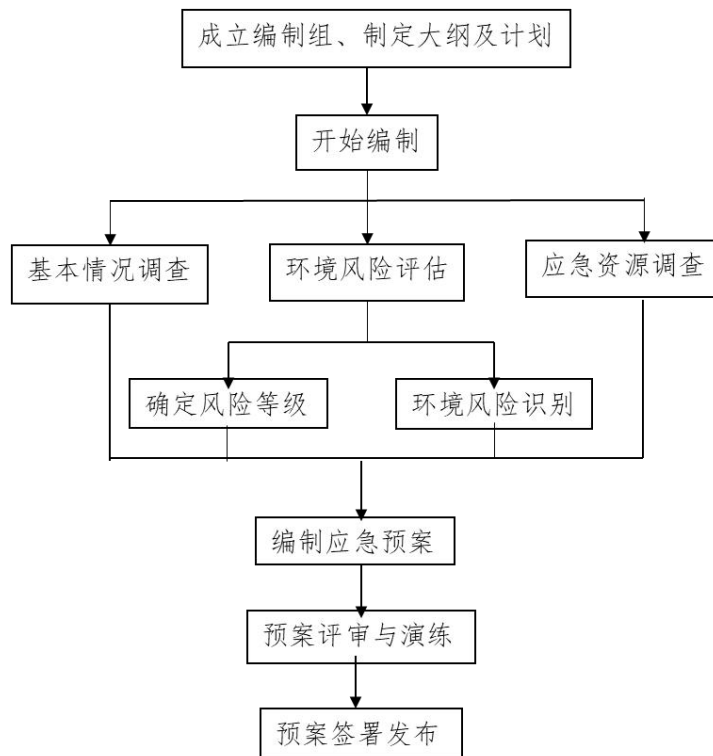 成立编制组、制定大纲及计划
开始编制
基本情况调查
环境风险评估
应急资源调查
确定风险等级
环境风险识别
编制应急预案
预案评审与演练
预案签署发布